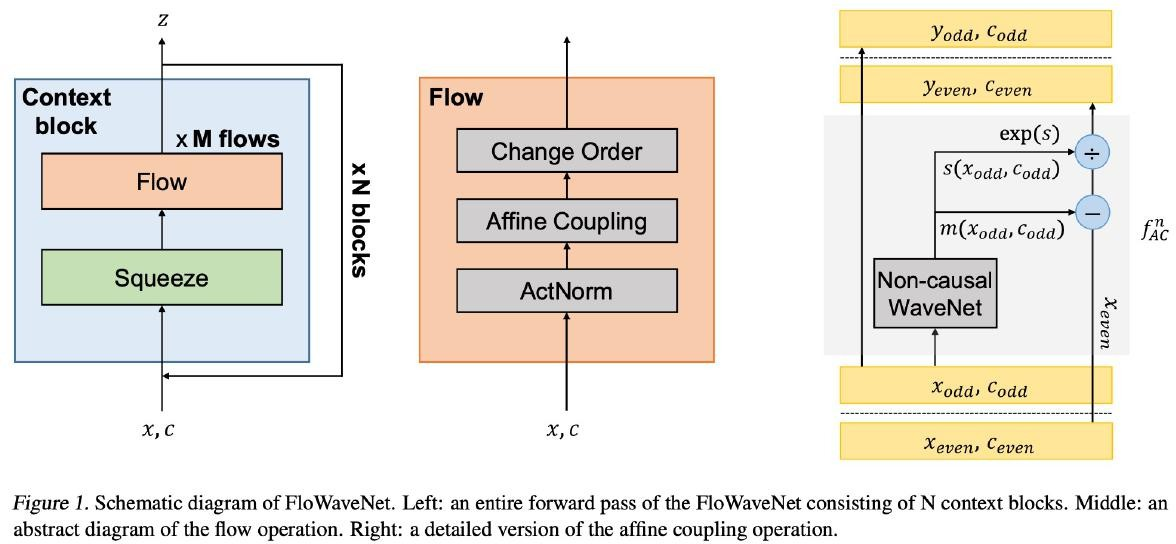 z
Context
block
x M flows
Flow
Squeeze
x N blocks
x, c
Flow
Change Order
Affine Coupling
ActNorm
x, c
y_odd, c_odd
y_even, c_even
exp(s)
÷
s(x_odd, c_odd)
−
m(x_odd, c_odd)
f_AC^n
Non-causal
WaveNet
x_even
x_odd, c_odd
x_even, c_even
Figure 1. Schematic diagram of FloWaveNet. Left: an entire forward pass of the FloWaveNet consisting of N context blocks. Middle: an
abstract diagram of the flow operation. Right: a detailed version of the affine coupling operation.